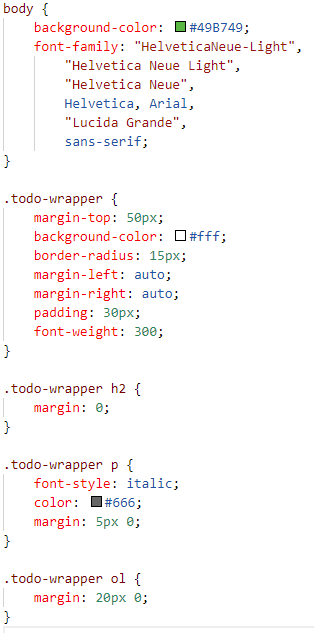 body {
background-color: #49B749;
font-family: "HelveticaNeue-Light",
"Helvetica Neue Light",
"Helvetica Neue",
Helvetica, Arial,
"Lucida Grande",
sans-serif;
}
.todo-wrapper {
margin-top: 50px;
background-color: #fff;
border-radius: 15px;
margin-left: auto;
margin-right: auto;
padding: 30px;
font-weight: 300;
}
.todo-wrapper h2 {
margin: 0;
}
.todo-wrapper p {
font-style: italic;
color: #666;
margin: 5px 0;
}
.todo-wrapper ol {
margin: 20px 0;
}